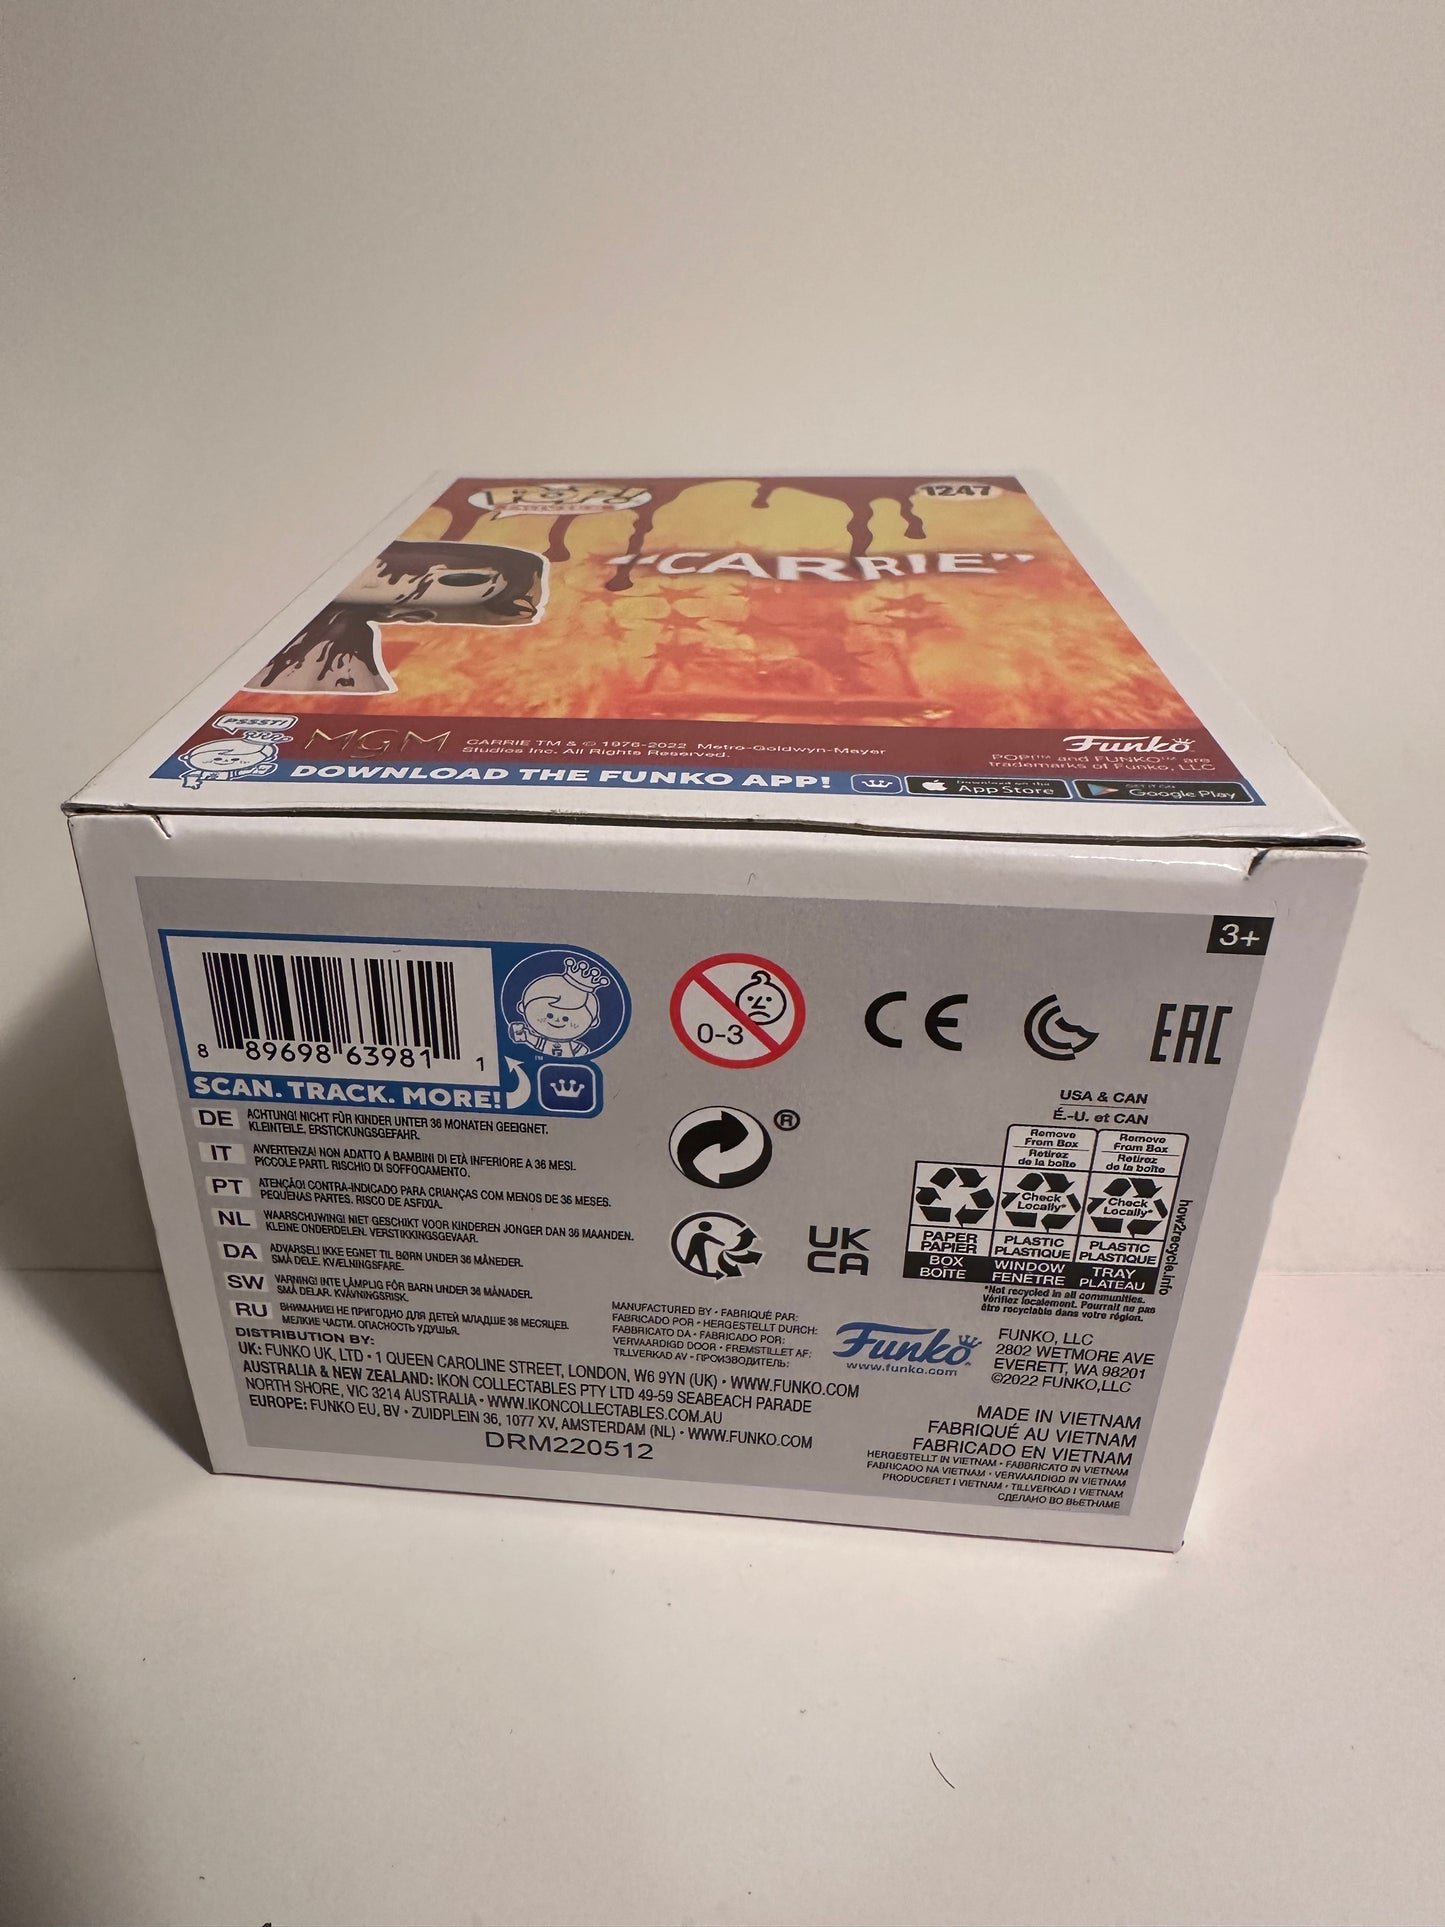 POP!
1247
"CARRIE"
PSSST!
MGM
CARRIE TM & © 1976-2022 Metro-Goldwyn-Mayer
Studios Inc. All Rights Reserved.
Funko
POP!™ and FUNKO™ are
trademarks of Funko, LLC
DOWNLOAD THE FUNKO APP!
Download on the
App Store
GET IT ON
Google Play
3+
8 89698 63981 1
SCAN. TRACK. MORE!
0-3
CE
EAC
DE ACHTUNG! NICHT FÜR KINDER UNTER 36 MONATEN GEEIGNET.
KLEINTEILE. ERSTICKUNGSGEFAHR.
IT AVVERTENZA! NON ADATTO A BAMBINI DI ETÀ INFERIORE A 36 MESI.
PICCOLE PARTI. RISCHIO DI SOFFOCAMENTO.
PT ATENÇÃO! CONTRA-INDICADO PARA CRIANÇAS COM MENOS DE 36 MESES.
PEQUENAS PARTES. RISCO DE ASFIXIA.
NL WAARSCHUWING! NIET GESCHIKT VOOR KINDEREN JONGER DAN 36 MAANDEN.
KLEINE ONDERDELEN. VERSTIKKINGSGEVAAR.
DA ADVARSEL! IKKE EGNET TIL BØRN UNDER 36 MÅNEDER.
SMÅ DELE. KVÆLNINGSFARE.
SW VARNING! INTE LÄMPLIG FÖR BARN UNDER 36 MÅNADER.
SMÅ DELAR. KVÄVNINGSRISK.
RU ВНИМАНИЕ! НЕ ПРИГОДНО ДЛЯ ДЕТЕЙ МЛАДШЕ 36 МЕСЯЦЕВ.
МЕЛКИЕ ЧАСТИ. ОПАСНОСТЬ УДУШЬЯ.
®
UK
CA
USA & CAN
É.-U. et CAN
Remove
From Box
Retirez
de la boîte
Remove
From Box
Retirez
de la boîte
Check
Locally*
Check
Locally*
PAPER
PAPIER
PLASTIC
PLASTIQUE
PLASTIC
PLASTIQUE
BOX
BOÎTE
WINDOW
FENÊTRE
TRAY
PLATEAU
how2recycle.info
*Not recycled in all communities.
Vérifiez localement. Pourrait ne pas
être recyclable dans votre région.
MANUFACTURED BY • FABRIQUÉ PAR:
FABRICADO POR • HERGESTELLT DURCH:
FABBRICATO DA • FABRICADO POR:
VERVAARDIGD DOOR • FREMSTILLET AF:
TILLVERKAD AV • ПРОИЗВОДИТЕЛЬ:
Funko
www.funko.com
FUNKO, LLC
2802 WETMORE AVE
EVERETT, WA 98201
©2022 FUNKO,LLC
DISTRIBUTION BY:
UK: FUNKO UK, LTD • 1 QUEEN CAROLINE STREET, LONDON, W6 9YN (UK) • WWW.FUNKO.COM
AUSTRALIA & NEW ZEALAND: IKON COLLECTABLES PTY LTD 49-59 SEABEACH PARADE
NORTH SHORE, VIC 3214 AUSTRALIA • WWW.IKONCOLLECTABLES.COM.AU
EUROPE: FUNKO EU, BV • ZUIDPLEIN 36, 1077 XV, AMSTERDAM (NL) • WWW.FUNKO.COM
DRM220512
MADE IN VIETNAM
FABRIQUÉ AU VIETNAM
FABRICADO EN VIETNAM
HERGESTELLT IN VIETNAM • FABBRICATO IN VIETNAM
FABRICADO NA VIETNAM • VERVAARDIGD IN VIETNAM
PRODUCERET I VIETNAM • TILLVERKAD I VIETNAM
СДЕЛАНО ВО ВЬЕТНАМЕ